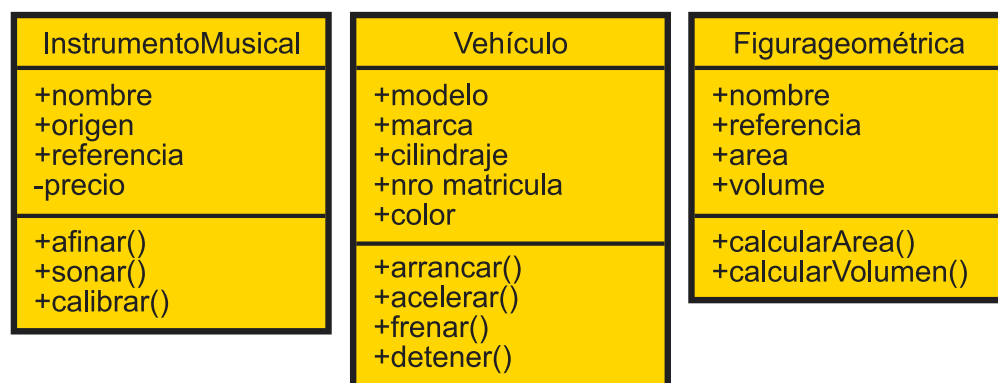 InstrumentoMusical
+nombre
+origen
+referencia
-precio
+afinar()
+sonar()
+calibrar()
Vehículo
+modelo
+marca
+cilindraje
+nro matricula
+color
+arrancar()
+acelerar()
+frenar()
+detener()
Figurageométrica
+nombre
+referencia
+area
+volume
+calcularArea()
+calcularVolumen()